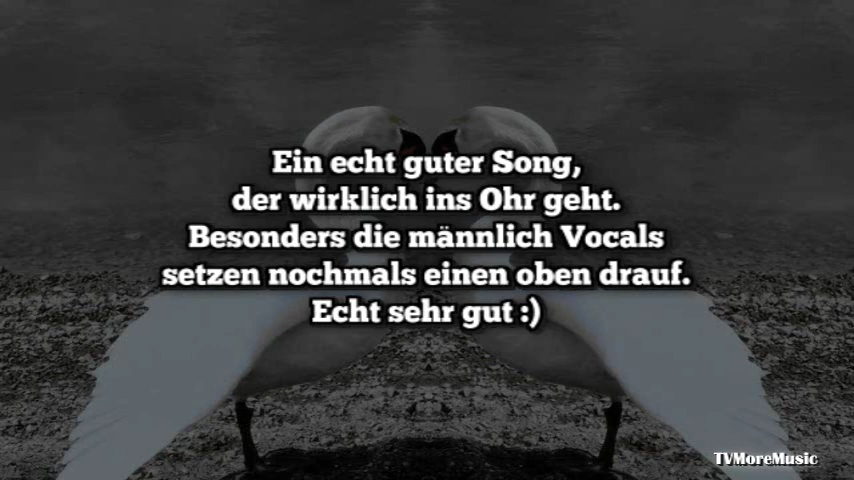 Ein echt guter Song,
der wirklich ins Ohr geht.
Besonders die männlich Vocals
setzen nochmals einen oben drauf.
Echt sehr gut :)
TVMoreMusic